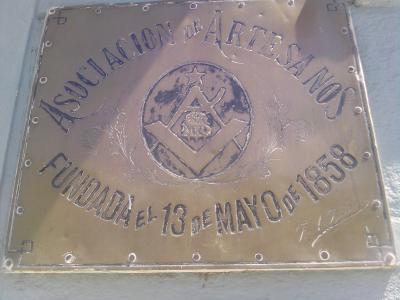 ASOCIACION DE ARTESANOS
FUNDADA EL 13 DE MAYO DE 1858